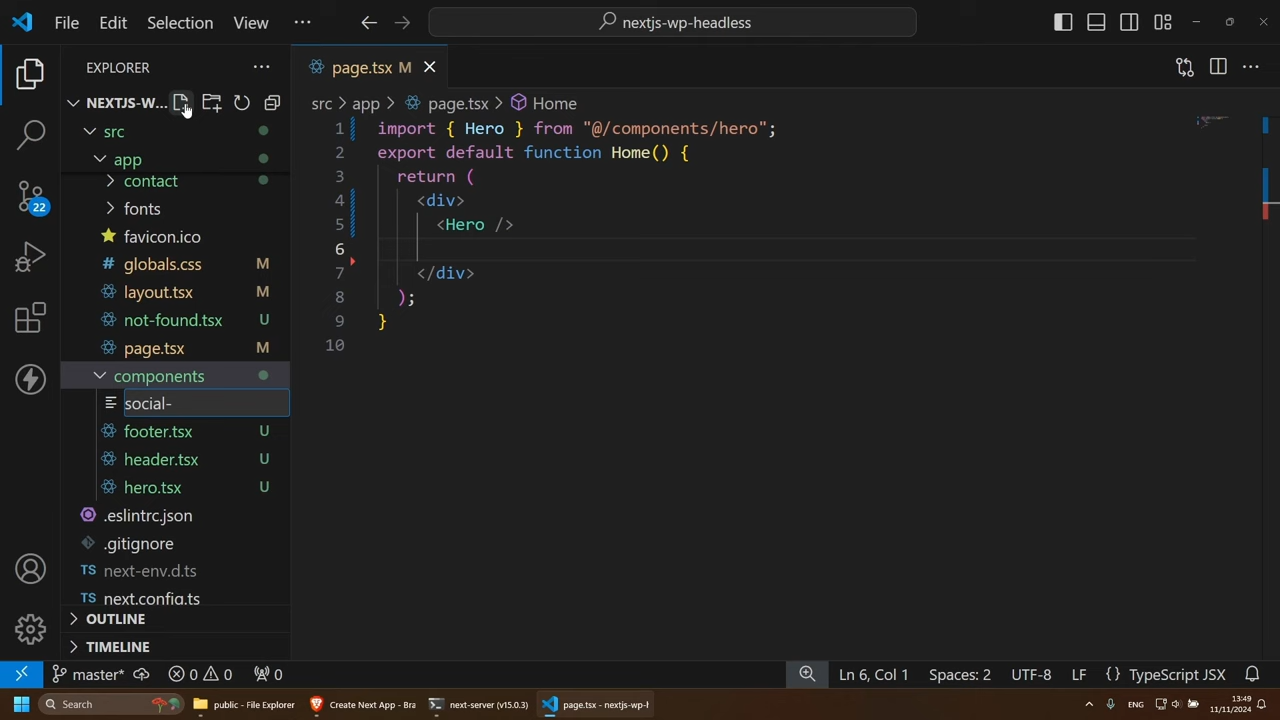 File Edit Selection View ··· nextjs-wp-headless
EXPLORER ···
NEXTJS-W...
src
app
contact
fonts
favicon.ico
# globals.css M
layout.tsx M
not-found.tsx U
page.tsx M
components
social-
footer.tsx U
header.tsx U
hero.tsx U
.eslintrc.json
.gitignore
TS next-env.d.ts
TS next.config.ts
OUTLINE
TIMELINE
22
page.tsx M
src > app > page.tsx > Home
1 import { Hero } from "@/components/hero";
2 export default function Home() {
3 return (
4 <div>
5 <Hero />
6
7 </div>
8 );
9 }
10
master* 0 0 0 Ln 6, Col 1 Spaces: 2 UTF-8 LF {} TypeScript JSX
Search public - File Explorer Create Next App - Bra next-server (v15.0.3) page.tsx - nextjs-wp-h ENG 13:49
11/11/2024